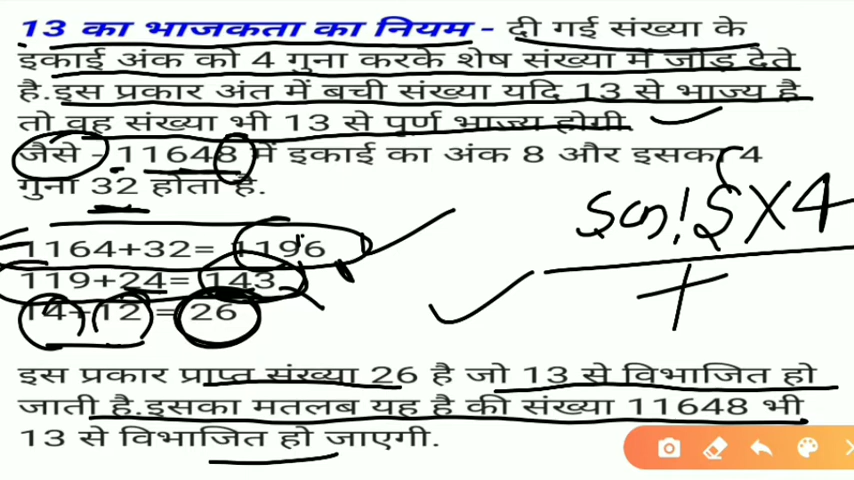 13 का भाजकता का नियम - दी गई संख्या के
इकाई अंक को 4 गुना करके शेष संख्या में जोड़ देते
है.इस प्रकार अंत में बची संख्या यदि 13 से भाज्य है
तो वह संख्या भी 13 से पूर्ण भाज्य होगी
जैसे - 11648 में इकाई का अंक 8 और इसका 4
गुना 32 होता है.
X 4
1164+32= 1196
119+24= 143
+
14+12 = 26
इस प्रकार प्राप्त संख्या 26 है जो 13 से विभाजित हो
जाती है.इसका मतलब यह है की संख्या 11648 भी
13 से विभाजित हो जाएगी.